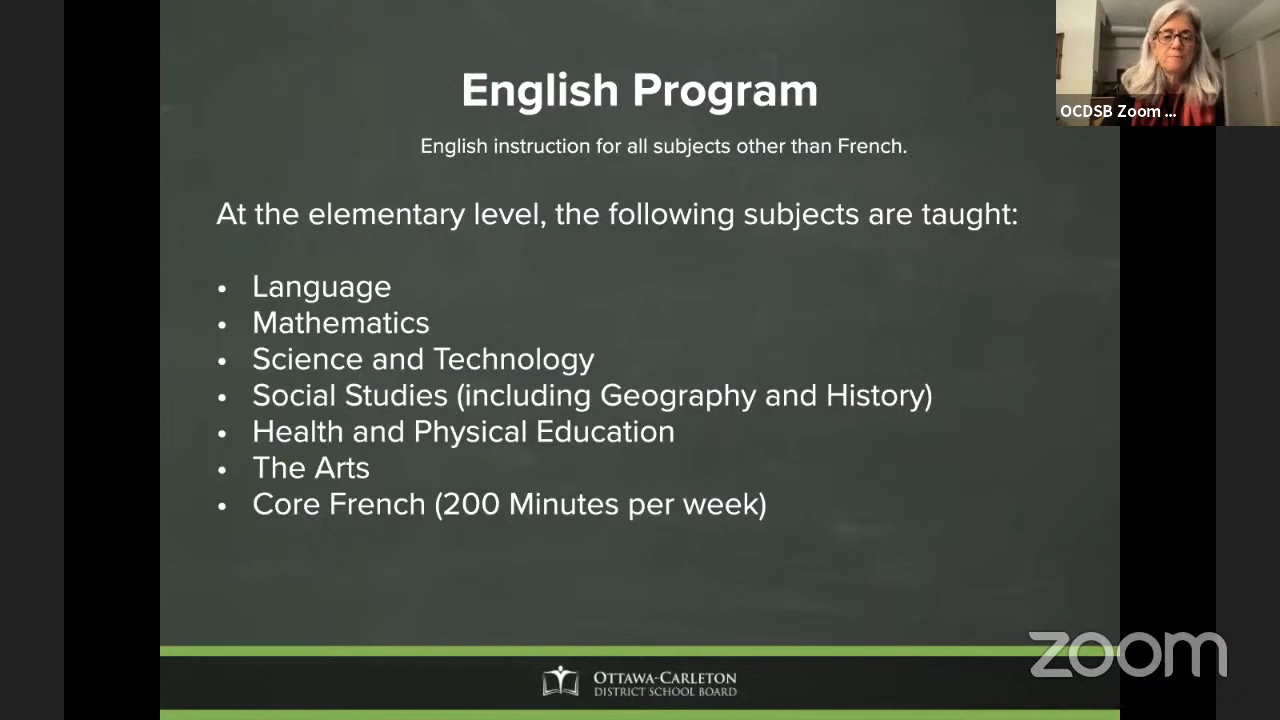 English Program
English instruction for all subjects other than French.
At the elementary level, the following subjects are taught:
• Language
• Mathematics
• Science and Technology
• Social Studies (including Geography and History)
• Health and Physical Education
• The Arts
• Core French (200 Minutes per week)
OTTAWA-CARLETON
DISTRICT SCHOOL BOARD
OCDSB Zoom ...
zoom